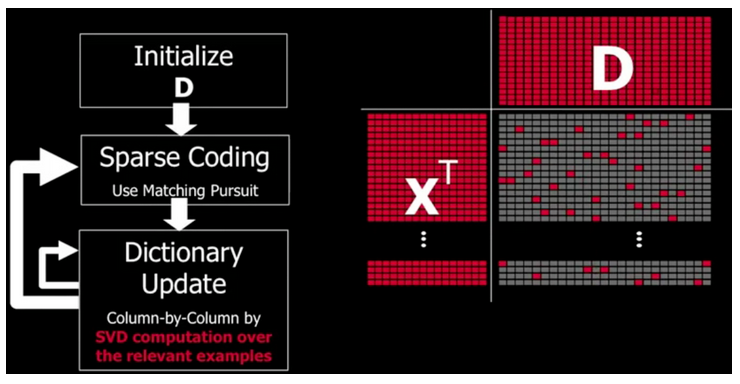 Initialize
D
Sparse Coding
Use Matching Pursuit
Dictionary
Update
Column-by-Column by
SVD computation over
the relevant examples
D
X^T